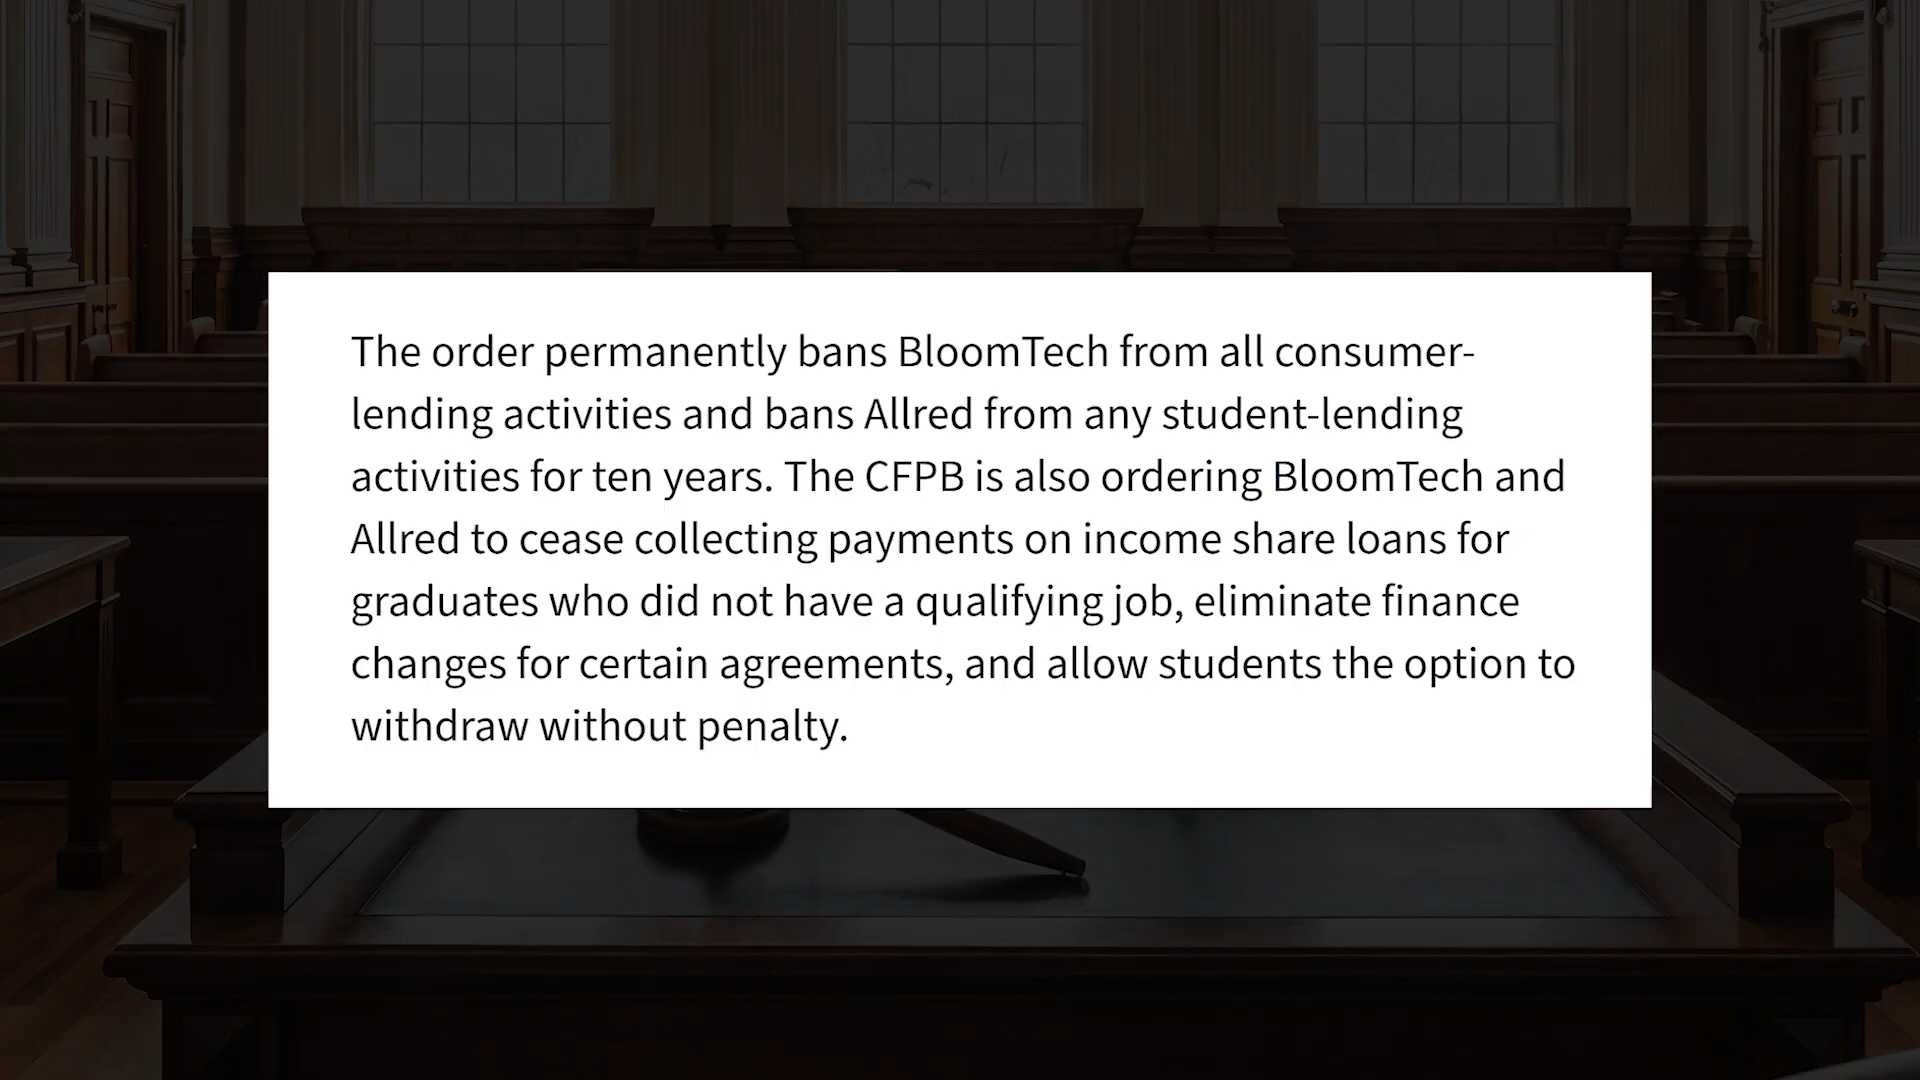 The order permanently bans BloomTech from all consumer-
lending activities and bans Allred from any student-lending
activities for ten years. The CFPB is also ordering BloomTech and
Allred to cease collecting payments on income share loans for
graduates who did not have a qualifying job, eliminate finance
changes for certain agreements, and allow students the option to
withdraw without penalty.